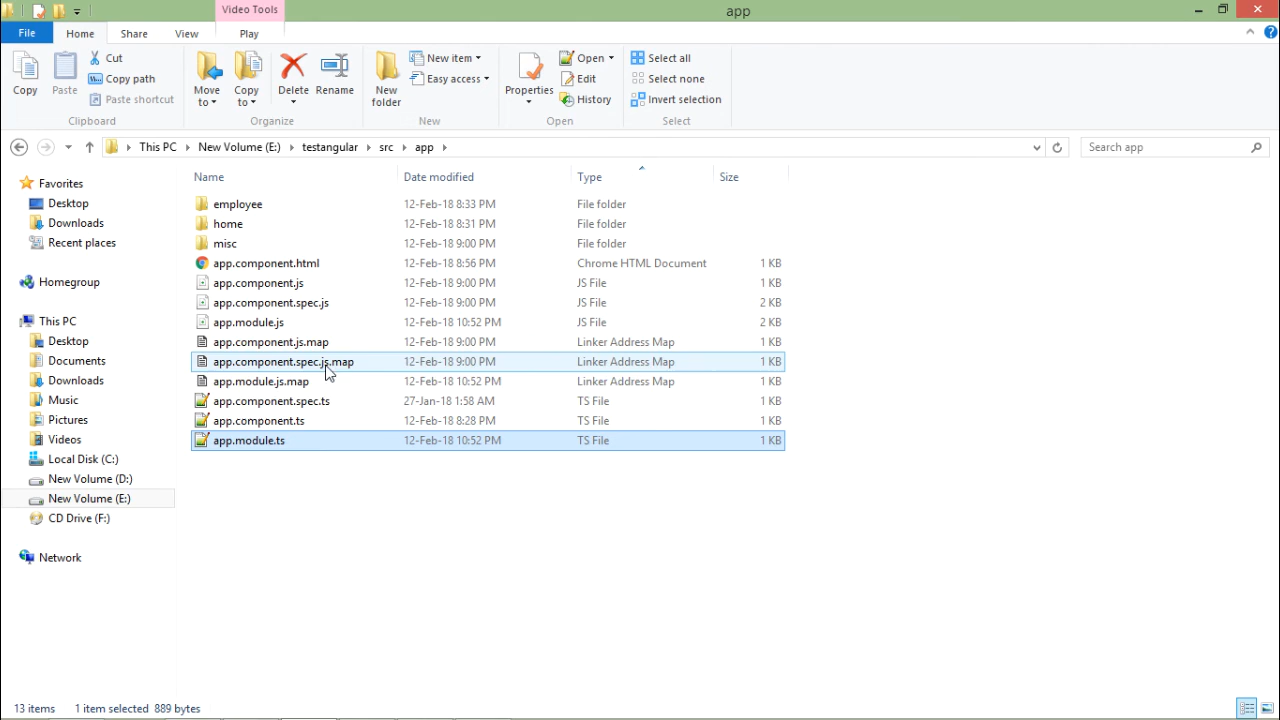 Video Tools
app
File Home Share View Play
Copy
Paste
Cut
Copy path
Paste shortcut
Clipboard
Move to
Copy to
Delete
Rename
Organize
New folder
New item
Easy access
New
Properties
Open
Edit
History
Open
Select all
Select none
Invert selection
Select
This PC New Volume (E:) testangular src app
Search app
Favorites
Desktop
Downloads
Recent places
Homegroup
This PC
Desktop
Documents
Downloads
Music
Pictures
Videos
Local Disk (C:)
New Volume (D:)
New Volume (E:)
CD Drive (F:)
Network
Name Date modified Type Size
employee 12-Feb-18 8:33 PM File folder
home 12-Feb-18 8:31 PM File folder
misc 12-Feb-18 9:00 PM File folder
app.component.html 12-Feb-18 8:56 PM Chrome HTML Document 1 KB
app.component.js 12-Feb-18 9:00 PM JS File 1 KB
app.component.spec.js 12-Feb-18 9:00 PM JS File 2 KB
app.module.js 12-Feb-18 10:52 PM JS File 2 KB
app.component.js.map 12-Feb-18 9:00 PM Linker Address Map 1 KB
app.component.spec.js.map 12-Feb-18 9:00 PM Linker Address Map 1 KB
app.module.js.map 12-Feb-18 10:52 PM Linker Address Map 1 KB
app.component.spec.ts 27-Jan-18 1:58 AM TS File 1 KB
app.component.ts 12-Feb-18 8:28 PM TS File 1 KB
app.module.ts 12-Feb-18 10:52 PM TS File 1 KB
13 items 1 item selected 889 bytes